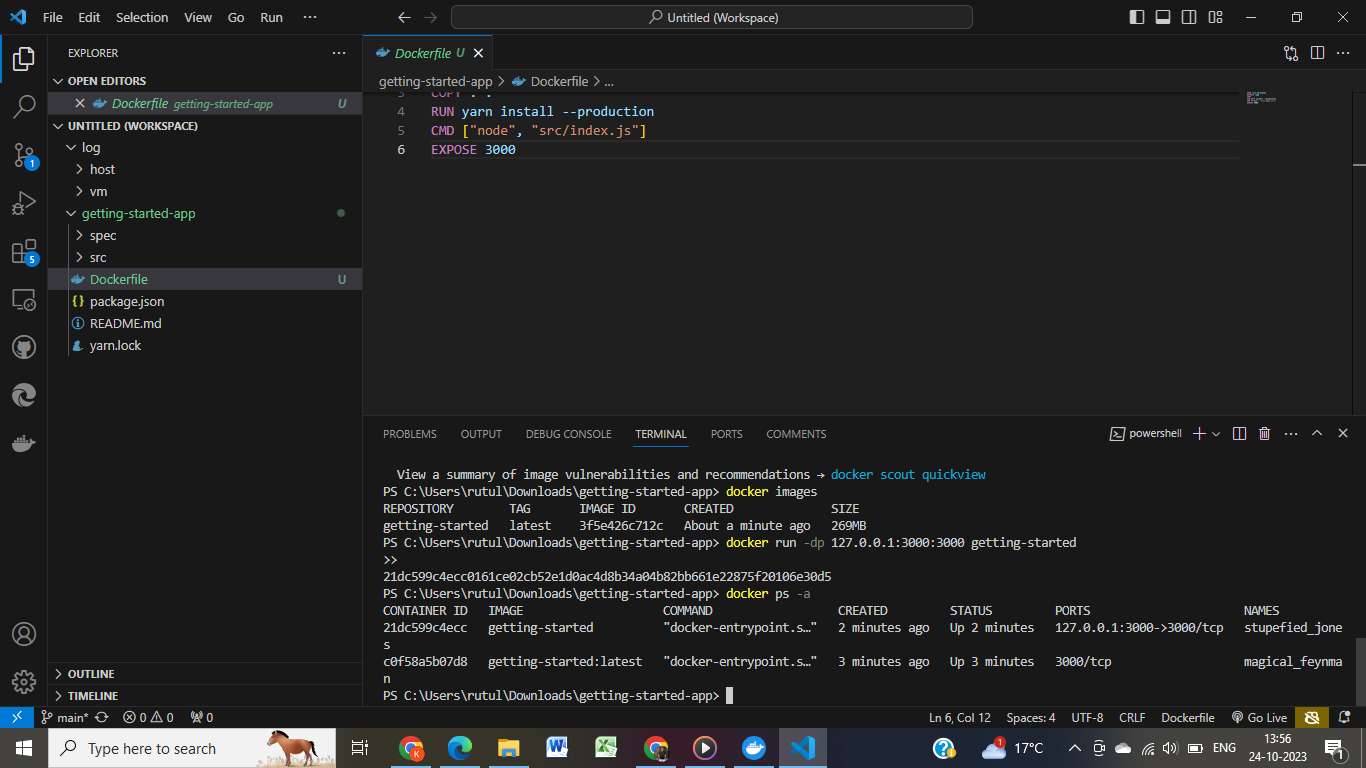 File Edit Selection View Go Run ··· Untitled (Workspace)
EXPLORER
OPEN EDITORS
Dockerfile getting-started-app U
UNTITLED (WORKSPACE)
log
host
vm
getting-started-app
spec
src
Dockerfile U
package.json
README.md
yarn.lock
OUTLINE
TIMELINE
1
5
Dockerfile U
getting-started-app > Dockerfile > ...
3 COPY . .
4 RUN yarn install --production
5 CMD ["node", "src/index.js"]
6 EXPOSE 3000
PROBLEMS OUTPUT DEBUG CONSOLE TERMINAL PORTS COMMENTS powershell
View a summary of image vulnerabilities and recommendations → docker scout quickview
PS C:\Users\rutul\Downloads\getting-started-app> docker images
REPOSITORY TAG IMAGE ID CREATED SIZE
getting-started latest 3f5e426c712c About a minute ago 269MB
PS C:\Users\rutul\Downloads\getting-started-app> docker run -dp 127.0.0.1:3000:3000 getting-started
>>
21dc599c4ecc0161ce02cb52e1d0ac4d8b34a04b82bb661e22875f20106e30d5
PS C:\Users\rutul\Downloads\getting-started-app> docker ps -a
CONTAINER ID IMAGE COMMAND CREATED STATUS PORTS NAMES
21dc599c4ecc getting-started "docker-entrypoint.s…" 2 minutes ago Up 2 minutes 127.0.0.1:3000->3000/tcp stupefied_jone
s
c0f58a5b07d8 getting-started:latest "docker-entrypoint.s…" 3 minutes ago Up 3 minutes 3000/tcp magical_feynma
n
PS C:\Users\rutul\Downloads\getting-started-app>
main* 0 0 0 Ln 6, Col 12 Spaces: 4 UTF-8 CRLF Dockerfile Go Live
Type here to search 1 17°C ENG 13:56
24-10-2023
1